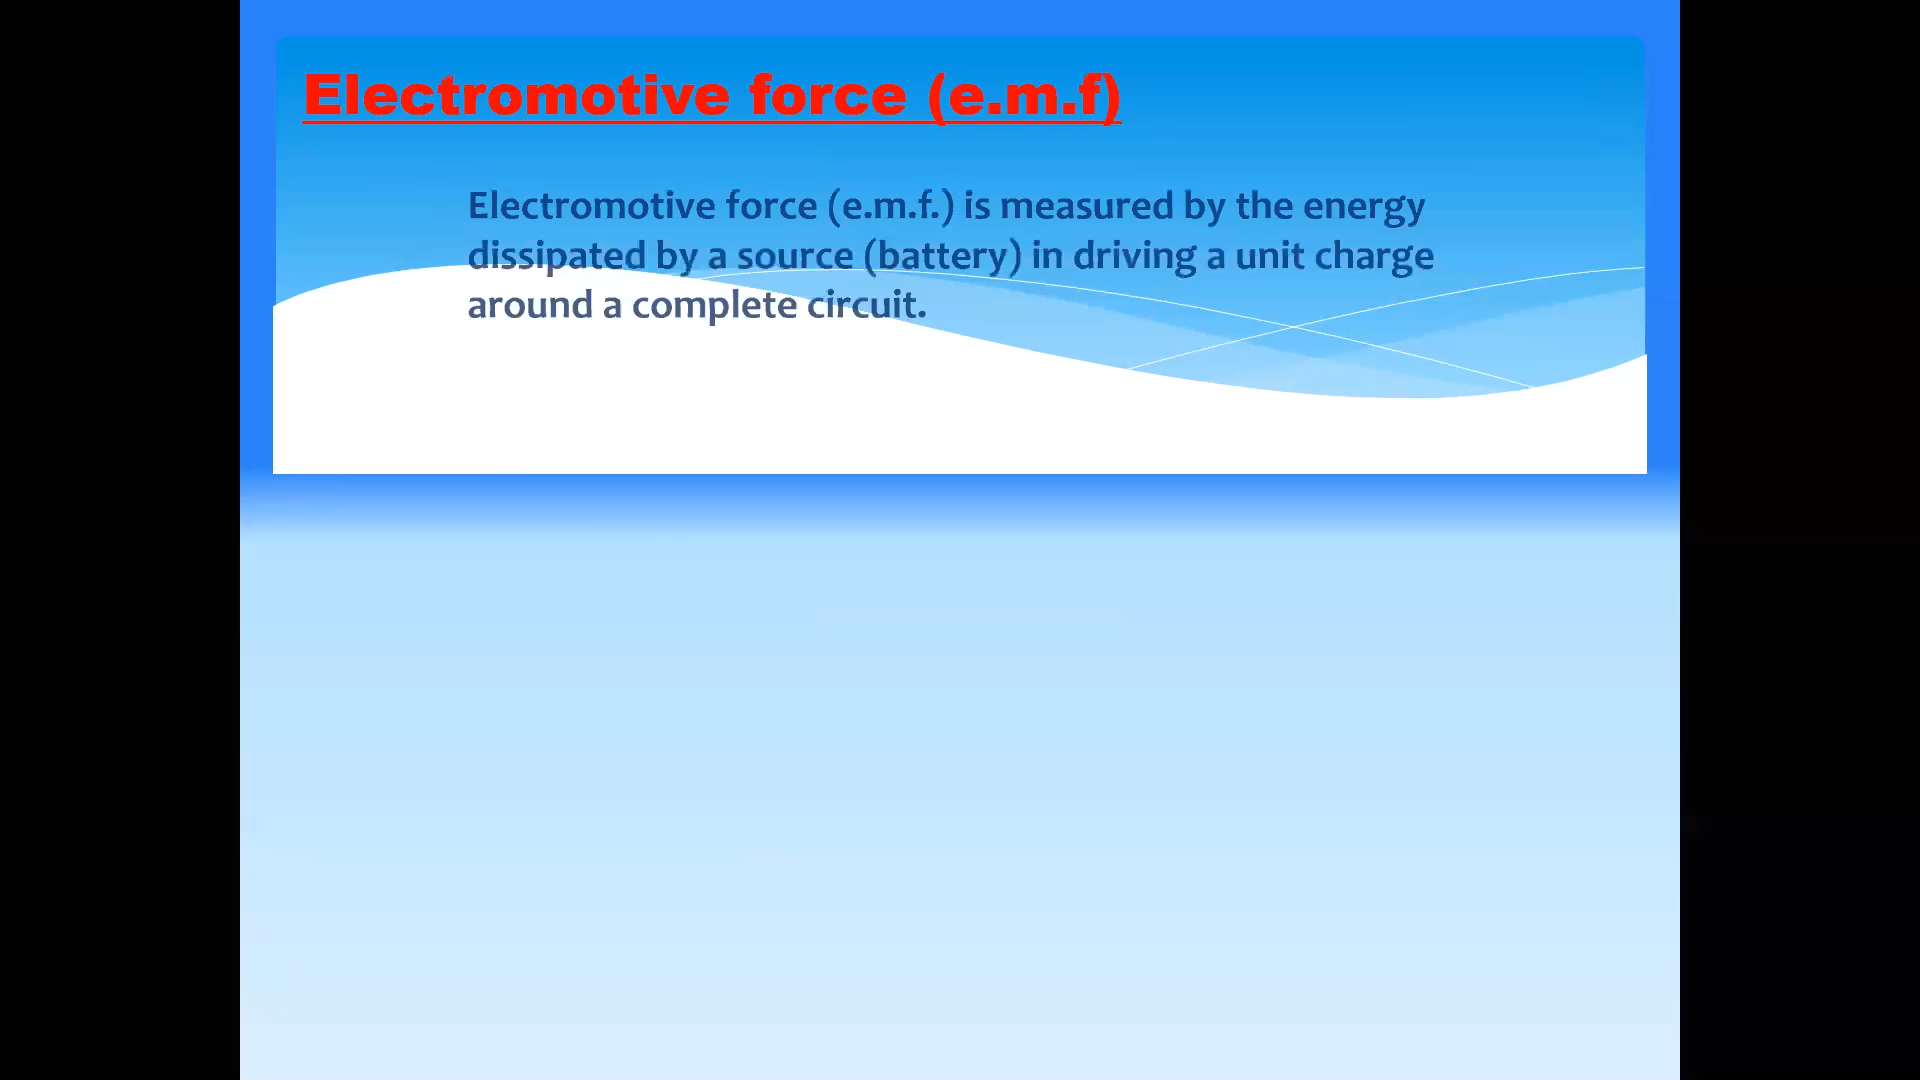 Electromotive force (e.m.f)
Electromotive force (e.m.f.) is measured by the energy
dissipated by a source (battery) in driving a unit charge
around a complete circuit.